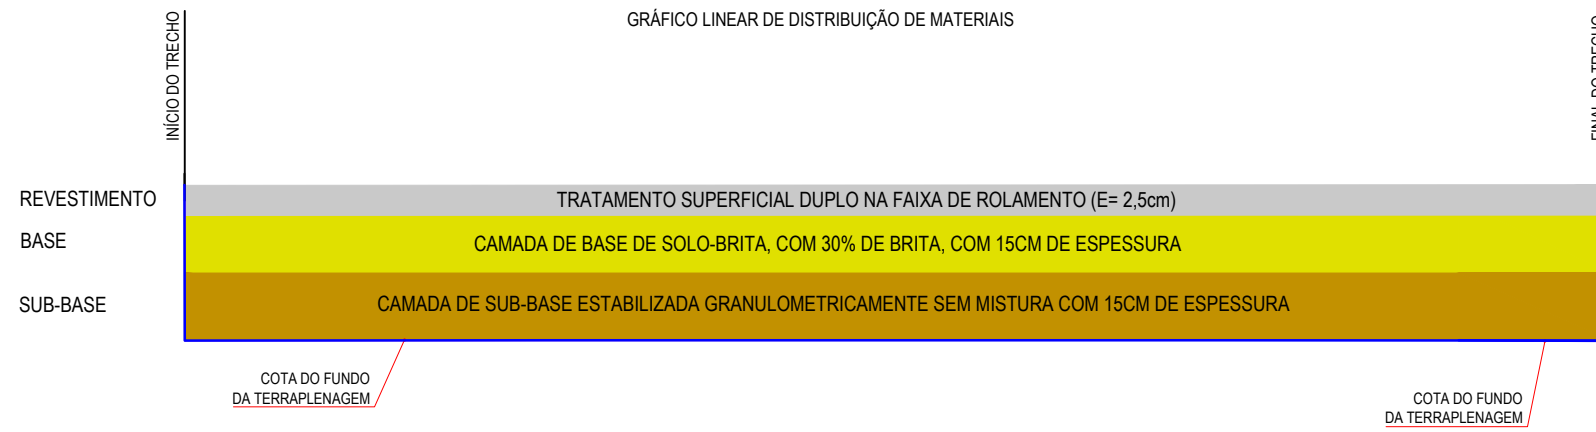 GRÁFICO LINEAR DE DISTRIBUIÇÃO DE MATERIAIS
INÍCIO DO TRECHO
FINAL DO TRECHO
REVESTIMENTO
TRATAMENTO SUPERFICIAL DUPLO NA FAIXA DE ROLAMENTO (E= 2,5cm)
BASE
CAMADA DE BASE DE SOLO-BRITA, COM 30% DE BRITA, COM 15CM DE ESPESSURA
SUB-BASE
CAMADA DE SUB-BASE ESTABILIZADA GRANULOMETRICAMENTE SEM MISTURA COM 15CM DE ESPESSURA
COTA DO FUNDO
DA TERRAPLENAGEM
COTA DO FUNDO
DA TERRAPLENAGEM